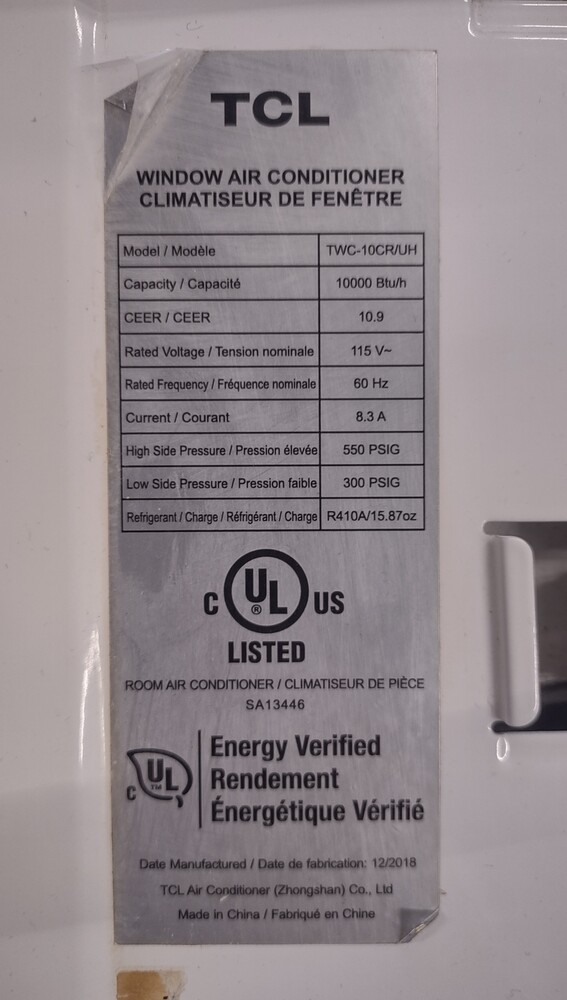 TCL
WINDOW AIR CONDITIONER
CLIMATISEUR DE FENÊTRE
Model / Modèle TWC-10CR/UH
Capacity / Capacité 10000 Btu/h
CEER / CEER 10.9
Rated Voltage / Tension nominale 115 V~
Rated Frequency / Fréquence nominale 60 Hz
Current / Courant 8.3 A
High Side Pressure / Pression élevée 550 PSIG
Low Side Pressure / Pression faible 300 PSIG
Refrigerant / Charge / Réfrigérant / Charge R410A/15.87oz
C UL ® US
LISTED
ROOM AIR CONDITIONER / CLIMATISEUR DE PIÈCE
SA13446
C UL TM
Energy Verified
Rendement
Énergétique Vérifié
Date Manufactured / Date de fabrication: 12/2018
TCL Air Conditioner (Zhongshan) Co., Ltd
Made in China / Fabriqué en Chine